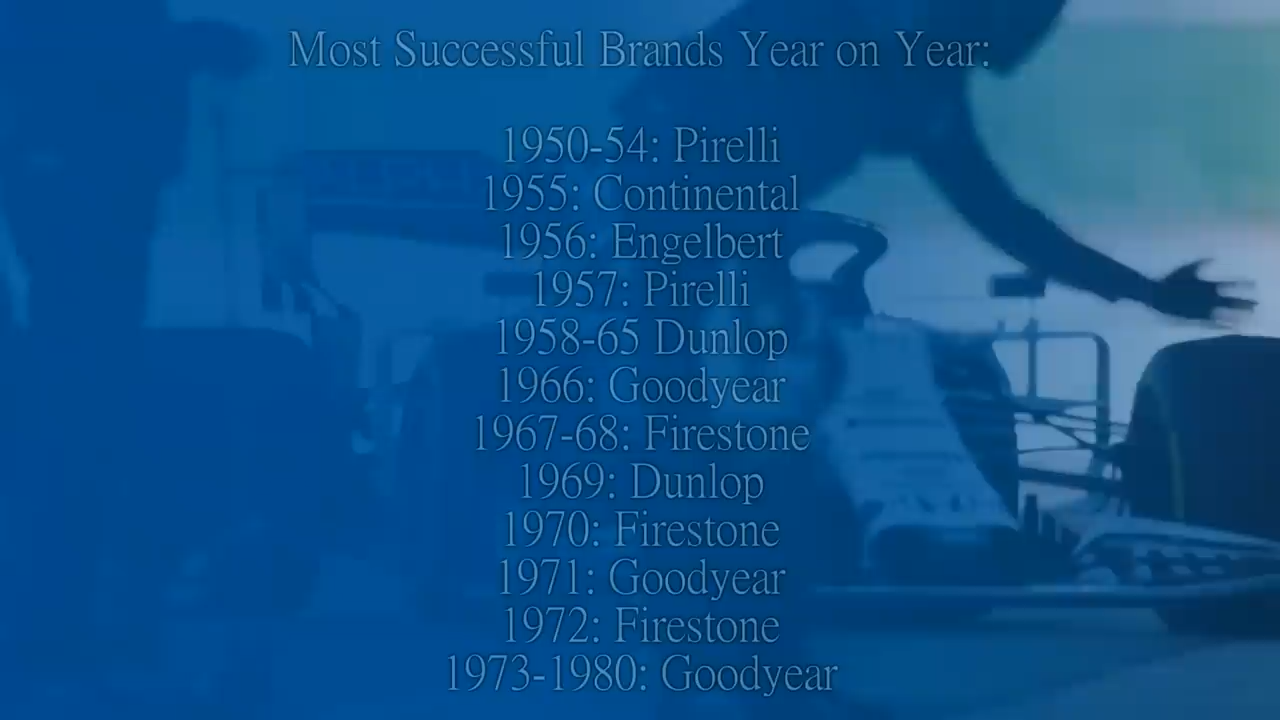 Most Successful Brands Year on Year:
1950-54: Pirelli
1955: Continental
1956: Engelbert
1957: Pirelli
1958-65 Dunlop
1966: Goodyear
1967-68: Firestone
1969: Dunlop
1970: Firestone
1971: Goodyear
1972: Firestone
1973-1980: Goodyear